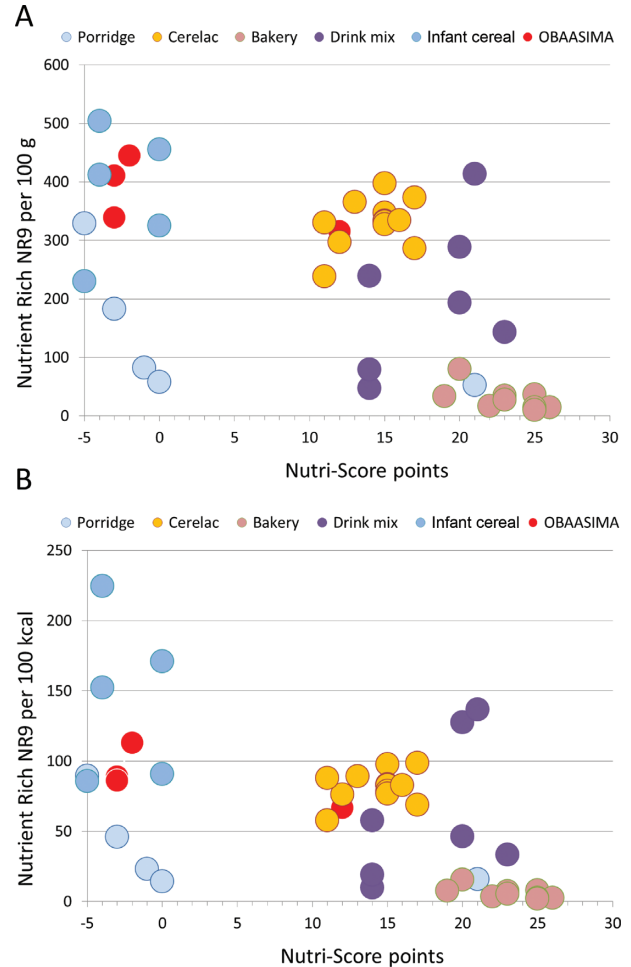 A
Porridge Cerelac Bakery Drink mix Infant cereal OBAASIMA
Nutrient Rich NR9 per 100 g
600
500
400
300
200
100
0
-5 0 5 10 15 20 25 30
Nutri-Score points
B
Porridge Cerelac Bakery Drink mix Infant cereal OBAASIMA
Nutrient Rich NR9 per 100 kcal
250
200
150
100
50
0
-5 0 5 10 15 20 25 30
Nutri-Score points